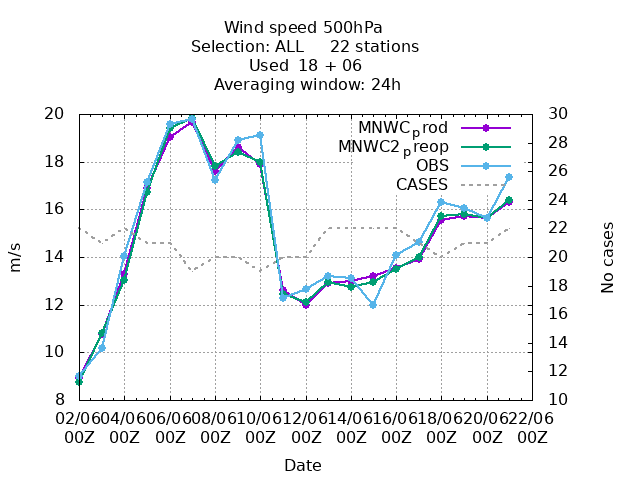 Wind speed 500hPa
Selection: ALL 22 stations
Used 18 + 06
Averaging window: 24h
20 30
MNWCprod 28
MNWC2preop
18 26
OBS
CASES 24
16
22
m/s
No cases
14 20
18
12
16
14
10
12
8 10
02/06 04/06 06/06 08/06 10/06 12/06 14/06 16/06 18/06 20/06 22/06
00Z 00Z 00Z 00Z 00Z 00Z 00Z 00Z 00Z 00Z 00Z
Date